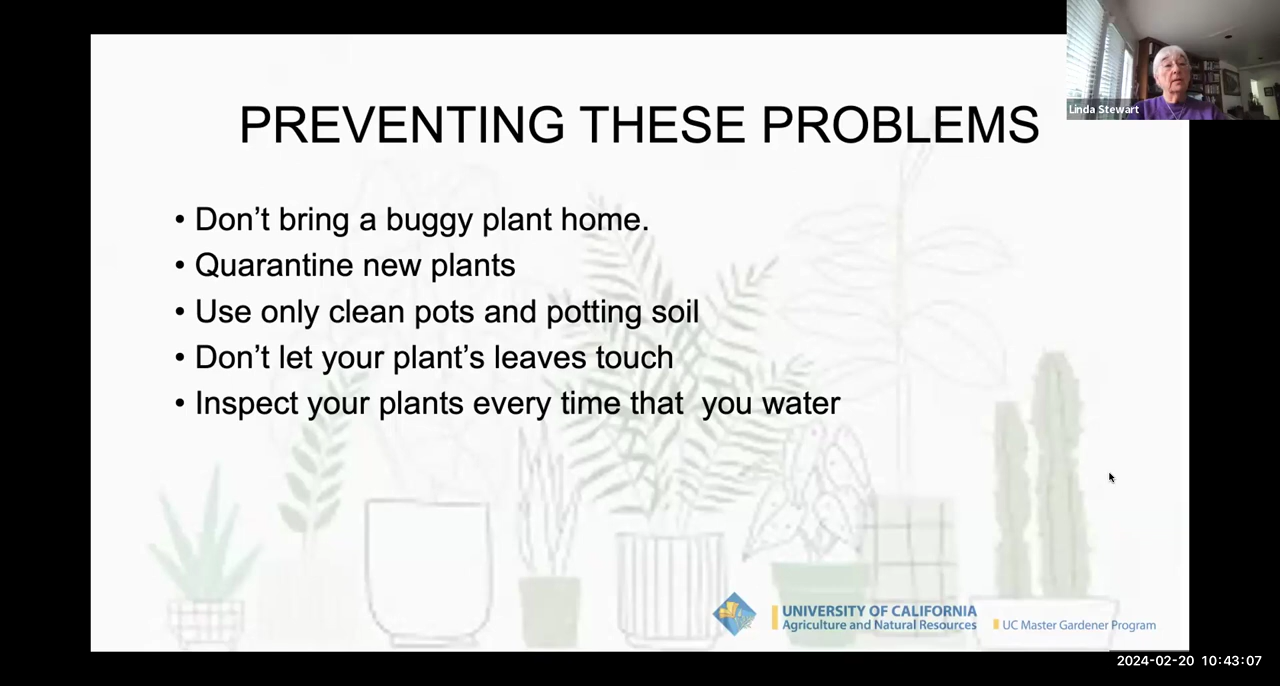 PREVENTING THESE PROBLEMS
Linda Stewart
• Don’t bring a buggy plant home.
• Quarantine new plants
• Use only clean pots and potting soil
• Don’t let your plant’s leaves touch
• Inspect your plants every time that  you water
UNIVERSITY OF CALIFORNIA
Agriculture and Natural Resources
UC Master Gardener Program
2024-02-20 10:43:07